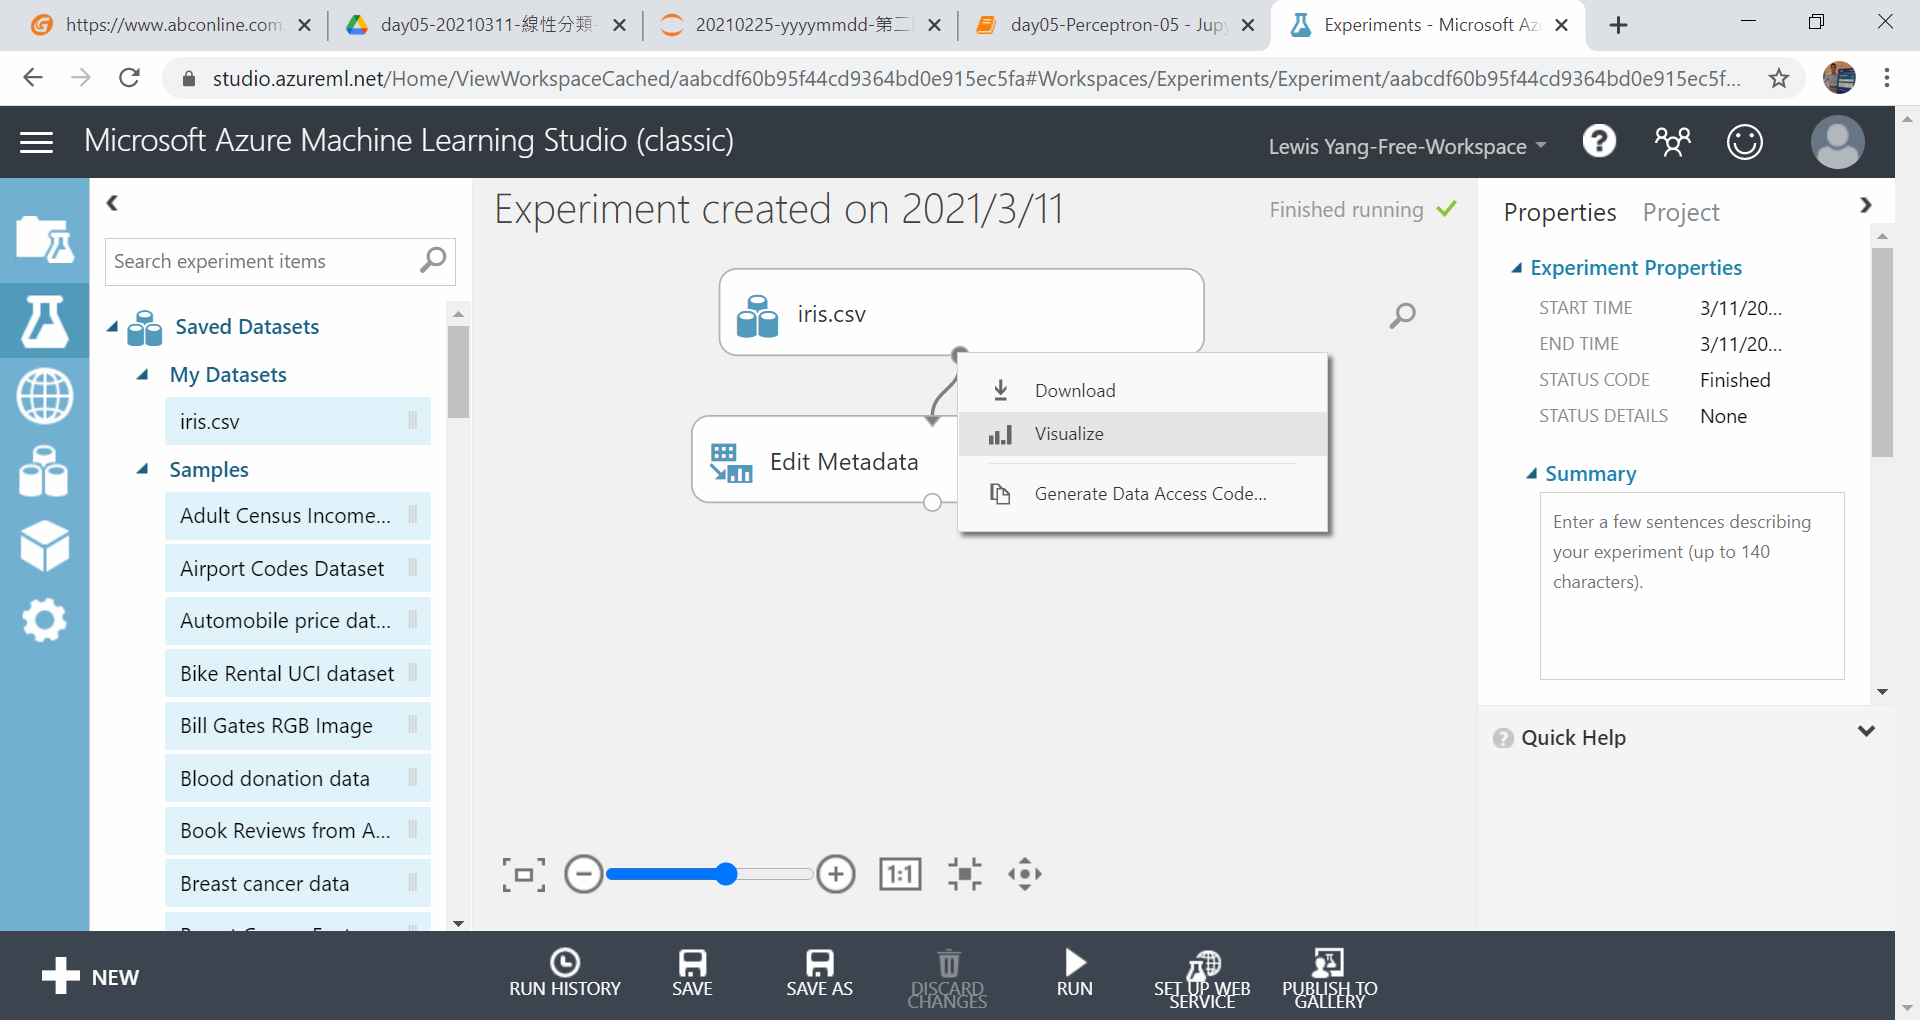 https://www.abconline.com
day05-20210311-線性分類-
20210225-yyyymmdd-第二
day05-Perceptron-05 - Jupy
Experiments - Microsoft Az
studio.azureml.net/Home/ViewWorkspaceCached/aabcdf60b95f44cd9364bd0e915ec5fa#Workspaces/Experiments/Experiment/aabcdf60b95f44cd9364bd0e915ec5f...
Microsoft Azure Machine Learning Studio (classic)
Lewis Yang-Free-Workspace
Search experiment items
Saved Datasets
My Datasets
iris.csv
Samples
Adult Census Income...
Airport Codes Dataset
Automobile price dat...
Bike Rental UCI dataset
Bill Gates RGB Image
Blood donation data
Book Reviews from A...
Breast cancer data
Experiment created on 2021/3/11
Finished running
iris.csv
Edit Metadata
Download
Visualize
Generate Data Access Code...
1:1
Properties
Project
Experiment Properties
START TIME 3/11/20...
END TIME 3/11/20...
STATUS CODE Finished
STATUS DETAILS None
Summary
Enter a few sentences describing
your experiment (up to 140
characters).
Quick Help
NEW
RUN HISTORY
SAVE
SAVE AS
DISCARD
CHANGES
RUN
SET UP WEB
SERVICE
PUBLISH TO
GALLERY